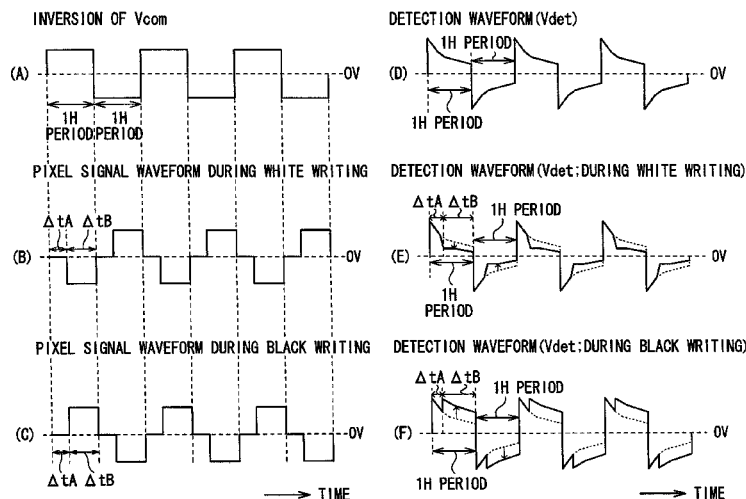 INVERSION OF Vcom
(A)
0V
1H
PERIOD
1H
PERIOD
PIXEL SIGNAL WAVEFORM DURING WHITE WRITING
ΔtA ΔtB
(B)
0V
PIXEL SIGNAL WAVEFORM DURING BLACK WRITING
(C)
0V
ΔtA ΔtB
TIME
DETECTION WAVEFORM(Vdet)
1H PERIOD
(D)
0V
1H PERIOD
DETECTION WAVEFORM(Vdet;DURING WHITE WRITING)
ΔtA ΔtB
1H PERIOD
(E)
0V
1H
PERIOD
DETECTION WAVEFORM(Vdet;DURING BLACK WRITING)
ΔtA ΔtB
1H PERIOD
(F)
0V
1H PERIOD
TIME